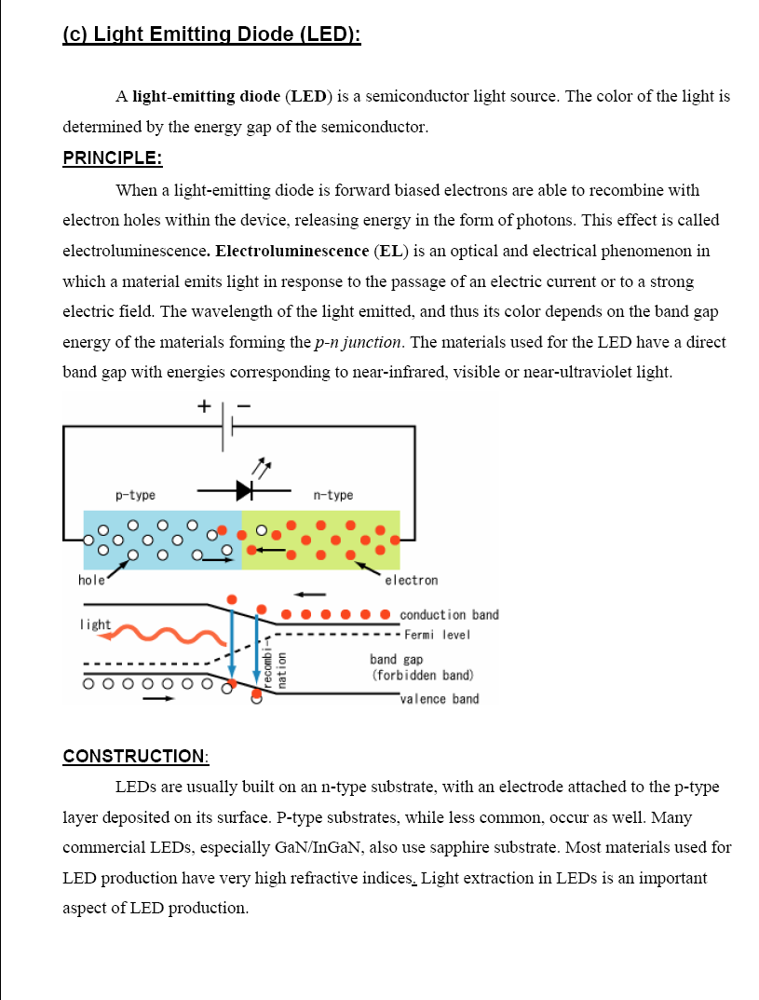 (c) Light Emitting Diode (LED):
A light-emitting diode (LED) is a semiconductor light source. The color of the light is
determined by the energy gap of the semiconductor.
PRINCIPLE:
When a light-emitting diode is forward biased electrons are able to recombine with
electron holes within the device, releasing energy in the form of photons. This effect is called
electroluminescence. Electroluminescence (EL) is an optical and electrical phenomenon in
which a material emits light in response to the passage of an electric current or to a strong
electric field. The wavelength of the light emitted, and thus its color depends on the band gap
energy of the materials forming the p-n junction. The materials used for the LED have a direct
band gap with energies corresponding to near-infrared, visible or near-ultraviolet light.
+ −
p-type
n-type
hole
electron
light
conduction band
Fermi level
recombi-
nation
band gap
(forbidden band)
valence band
CONSTRUCTION:
LEDs are usually built on an n-type substrate, with an electrode attached to the p-type
layer deposited on its surface. P-type substrates, while less common, occur as well. Many
commercial LEDs, especially GaN/InGaN, also use sapphire substrate. Most materials used for
LED production have very high refractive indices. Light extraction in LEDs is an important
aspect of LED production.